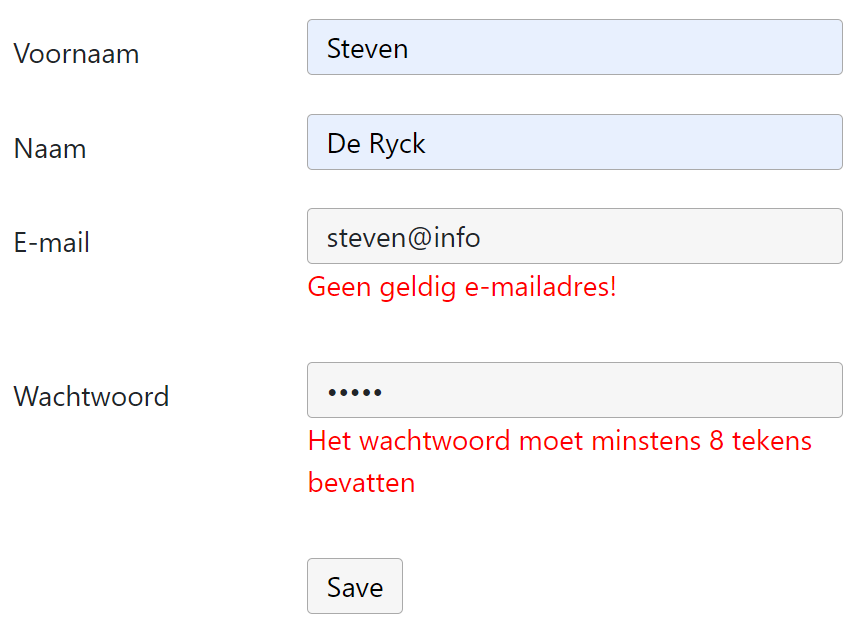 Voornaam Steven
Naam De Ryck
E-mail steven@info
Geen geldig e-mailadres!
Wachtwoord •••••
Het wachtwoord moet minstens 8 tekens
bevatten
Save